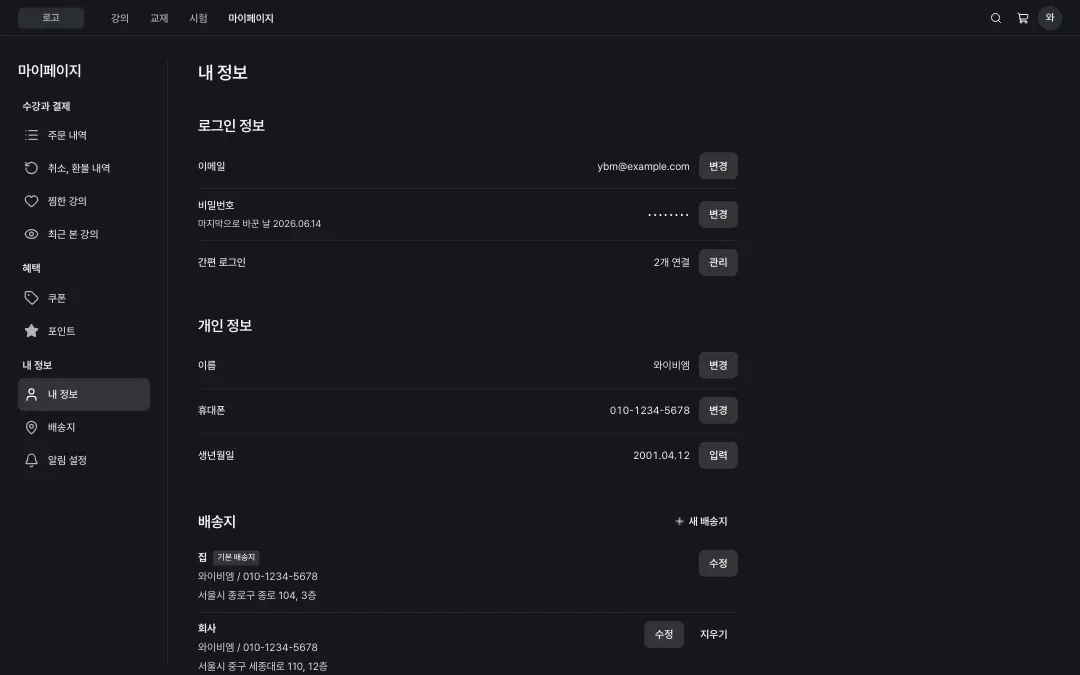 로고
강의
교재
시험
마이페이지
와
마이페이지
수강과 결제
주문 내역
취소, 환불 내역
찜한 강의
최근 본 강의
혜택
쿠폰
포인트
내 정보
내 정보
배송지
알림 설정
내 정보
로그인 정보
이메일 ybm@example.com 변경
비밀번호
마지막으로 바꾼 날 2026.06.14
•••••••• 변경
간편 로그인 2개 연결 관리
개인 정보
이름 와이비엠 변경
휴대폰 010-1234-5678 변경
생년월일 2001.04.12 입력
배송지 + 새 배송지
집 기본 배송지
와이비엠 / 010-1234-5678
서울시 종로구 종로 104, 3층
수정
회사
와이비엠 / 010-1234-5678
서울시 중구 세종대로 110, 12층
수정 지우기